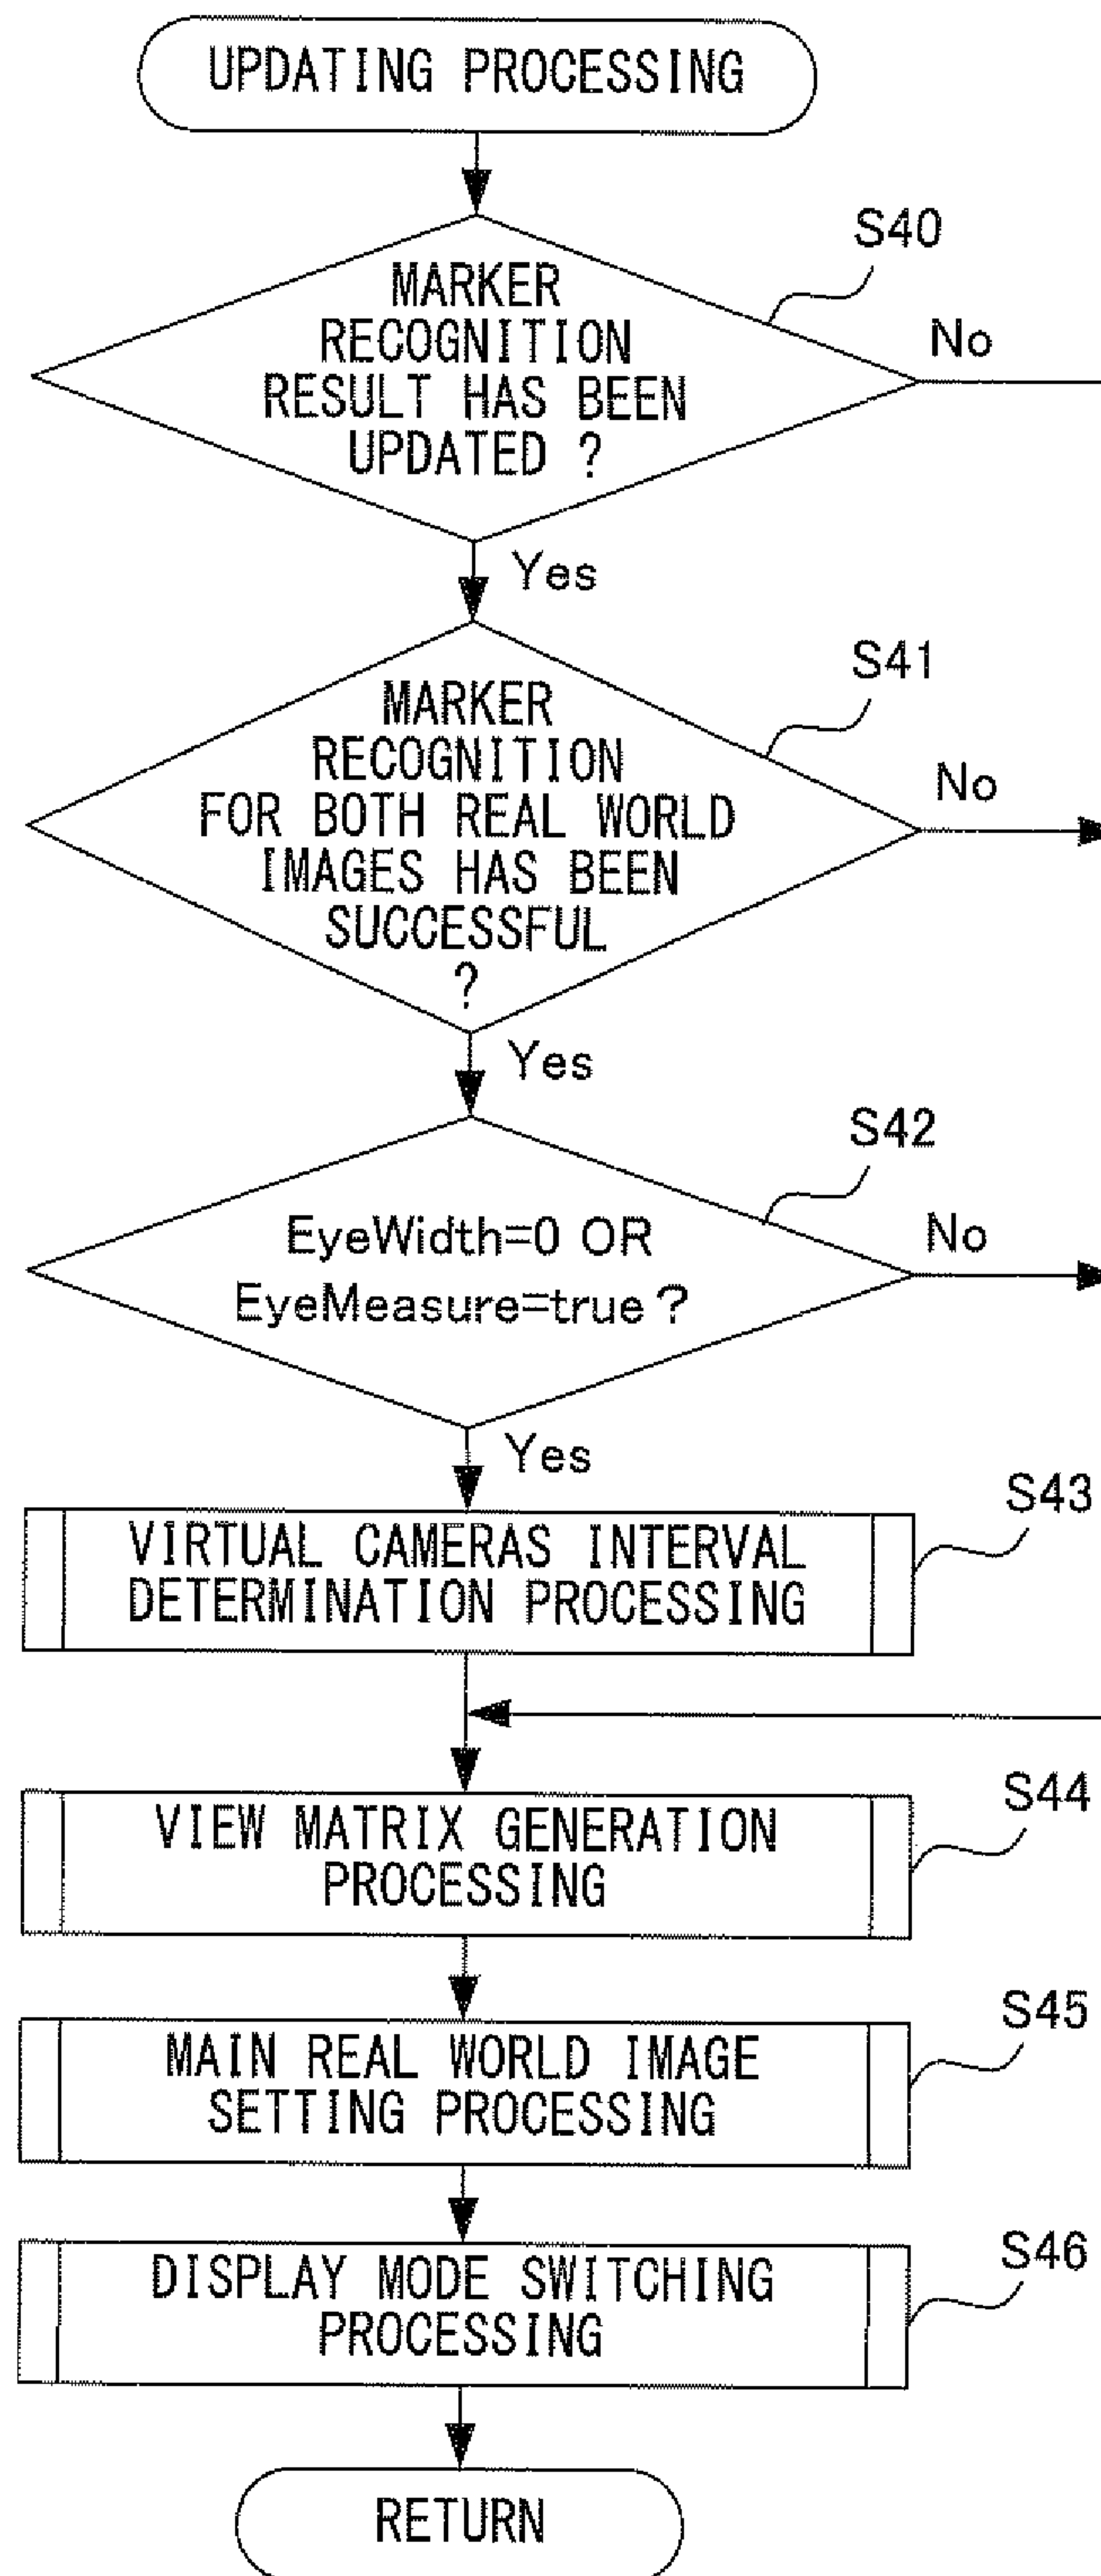 UPDATING PROCESSING
S40
MARKER
RECOGNITION
RESULT HAS BEEN
UPDATED ?
No
Yes
S41
MARKER
RECOGNITION
FOR BOTH REAL WORLD
IMAGES HAS BEEN
SUCCESSFUL
?
No
Yes
S42
EyeWidth=0 OR
EyeMeasure=true ?
No
Yes
S43
VIRTUAL CAMERAS INTERVAL
DETERMINATION PROCESSING
S44
VIEW MATRIX GENERATION
PROCESSING
S45
MAIN REAL WORLD IMAGE
SETTING PROCESSING
S46
DISPLAY MODE SWITCHING
PROCESSING
RETURN